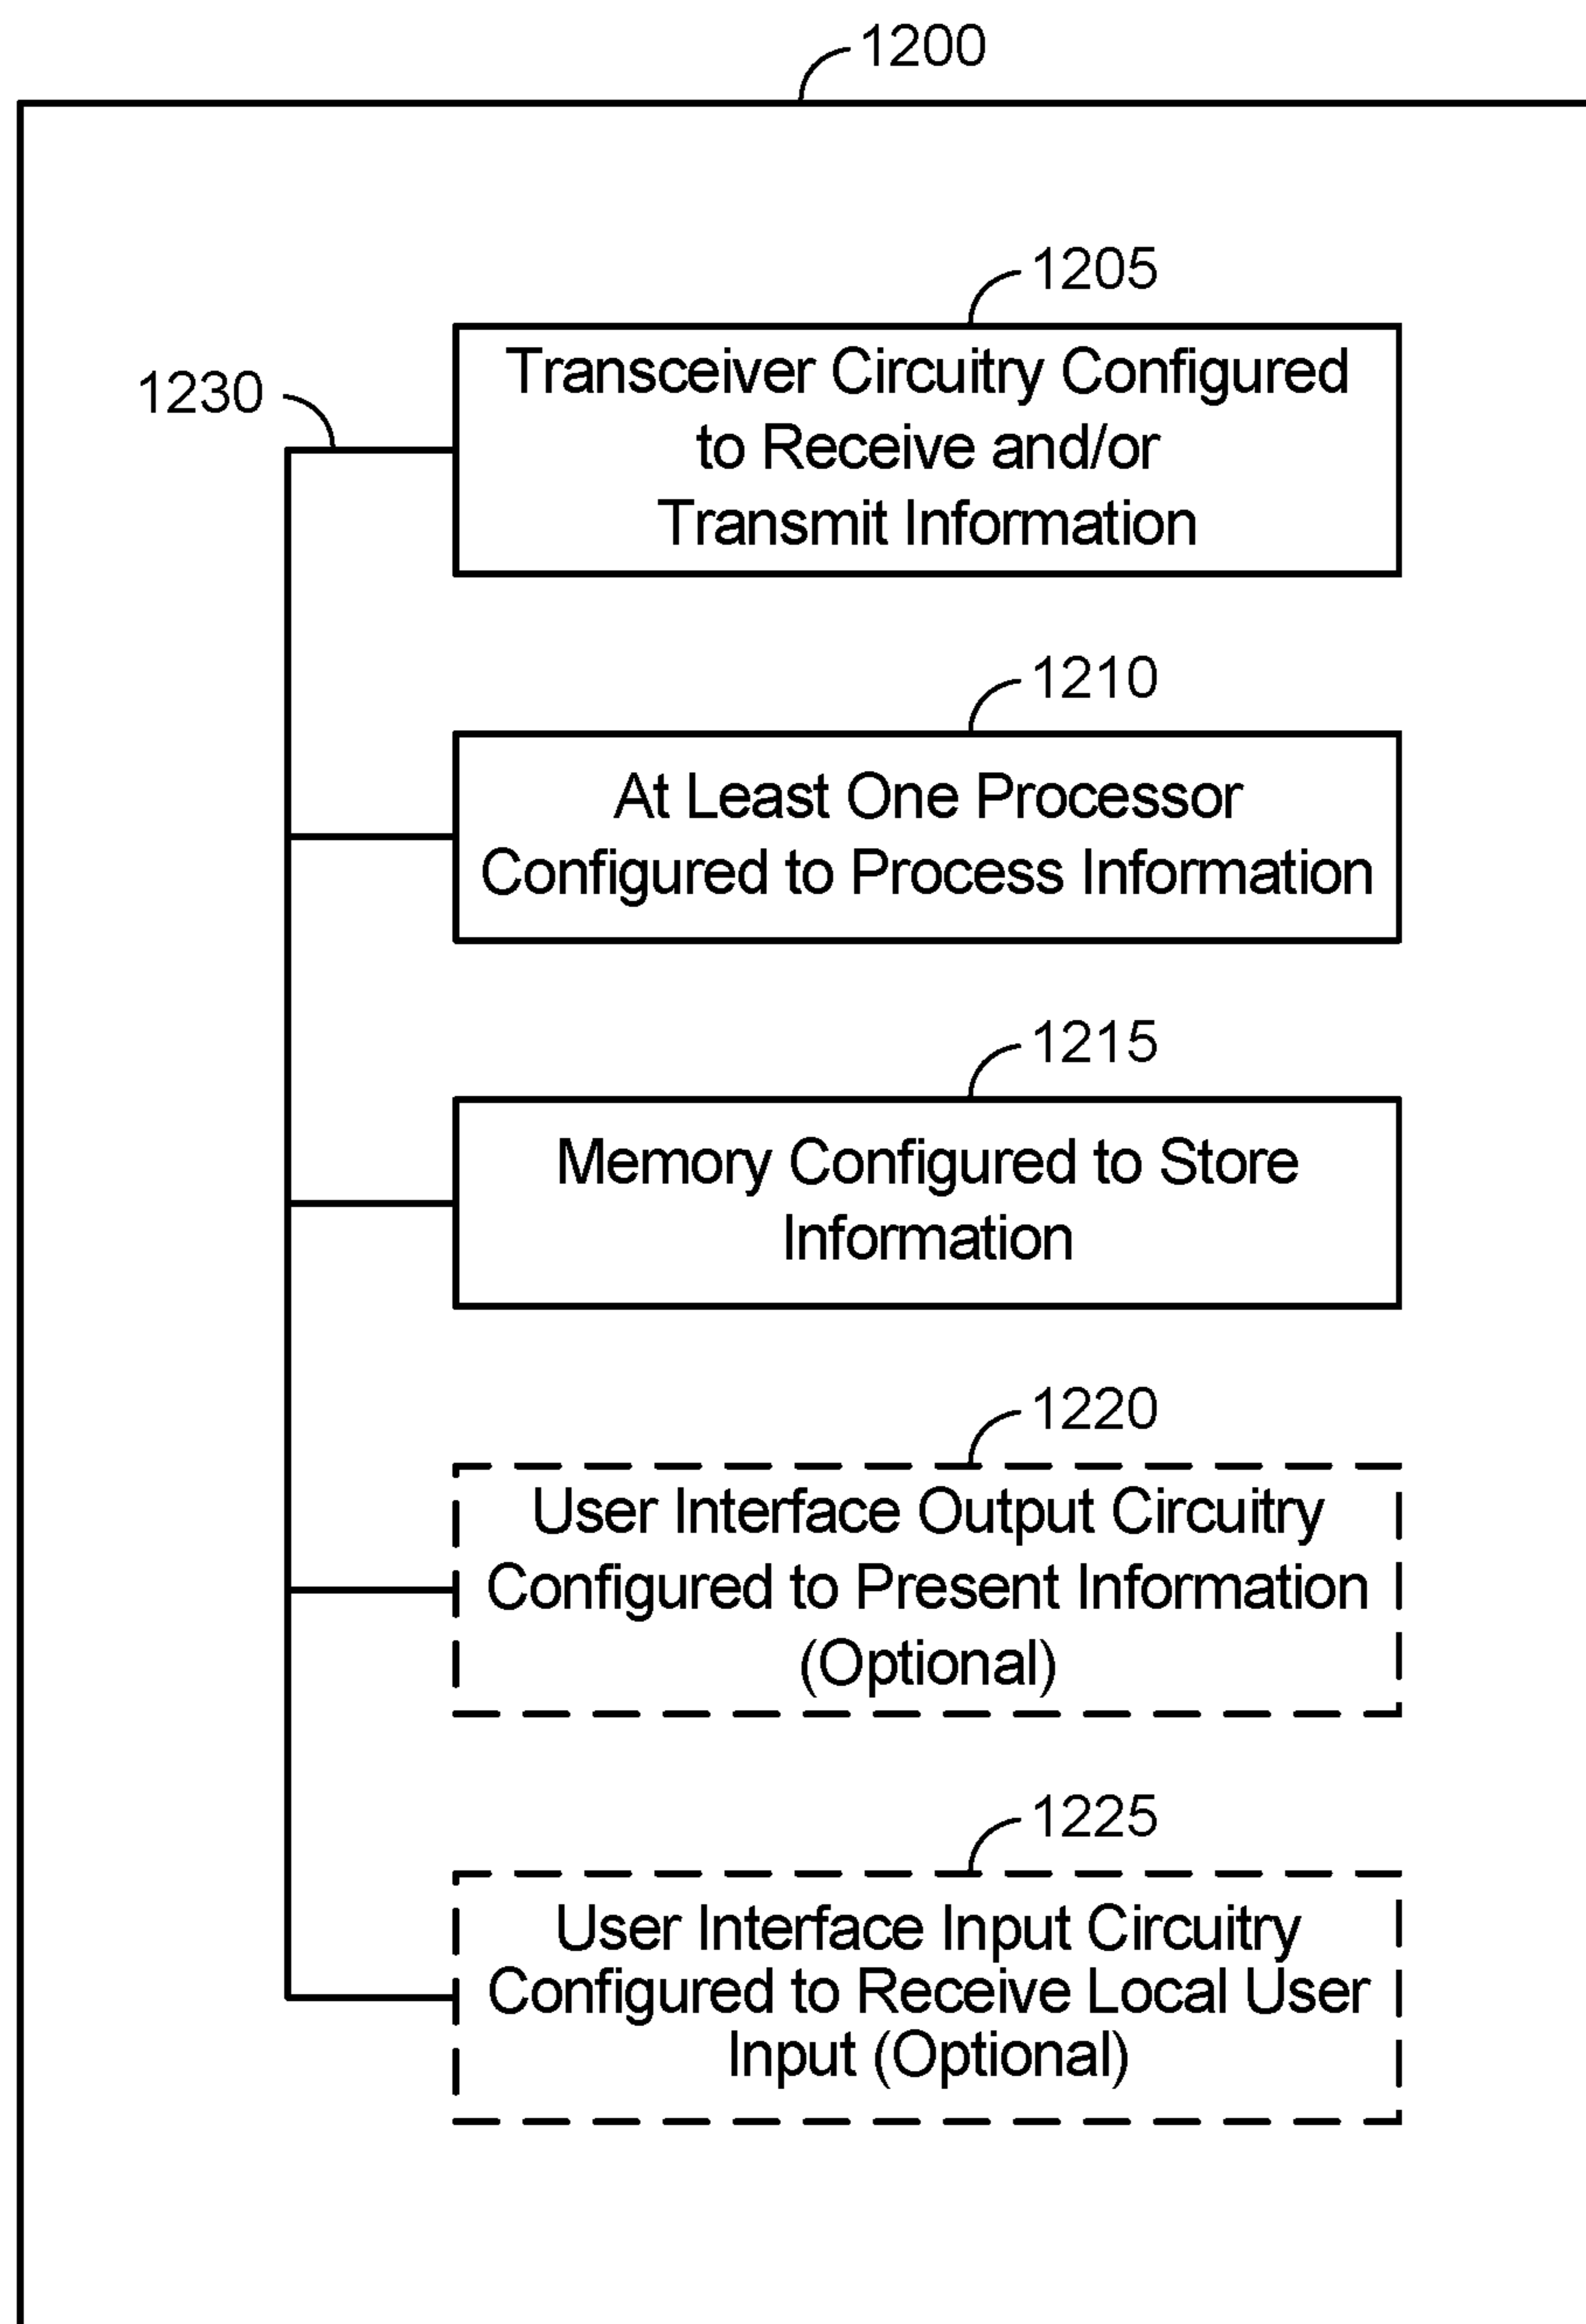 1200
1205
1230
Transceiver Circuitry Configured
to Receive and/or
Transmit Information
1210
At Least One Processor
Configured to Process Information
1215
Memory Configured to Store
Information
1220
User Interface Output Circuitry
Configured to Present Information
(Optional)
1225
User Interface Input Circuitry
Configured to Receive Local User
Input (Optional)